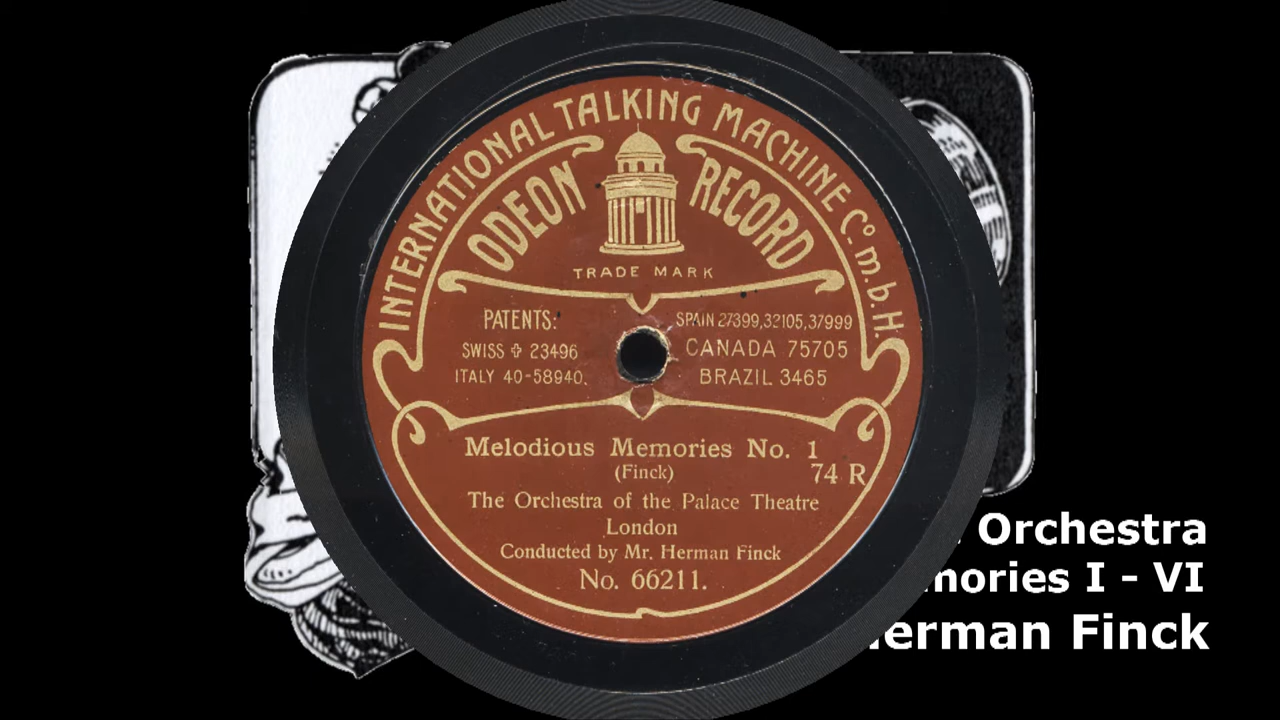 INTERNATIONAL TALKING MACHINE Co. m. b. H.
ODEON RECORD
TRADE MARK
PATENTS:
SWISS ✚ 23496
ITALY 40-58940.
SPAIN 27399,32105,37999
CANADA 75705
BRAZIL 3465
Melodious Memories No. 1
(Finck)
74 R
The Orchestra of the Palace Theatre
London
Conducted by Mr. Herman Finck
No. 66211.
Orchestra
mories I - VI
erman Finck